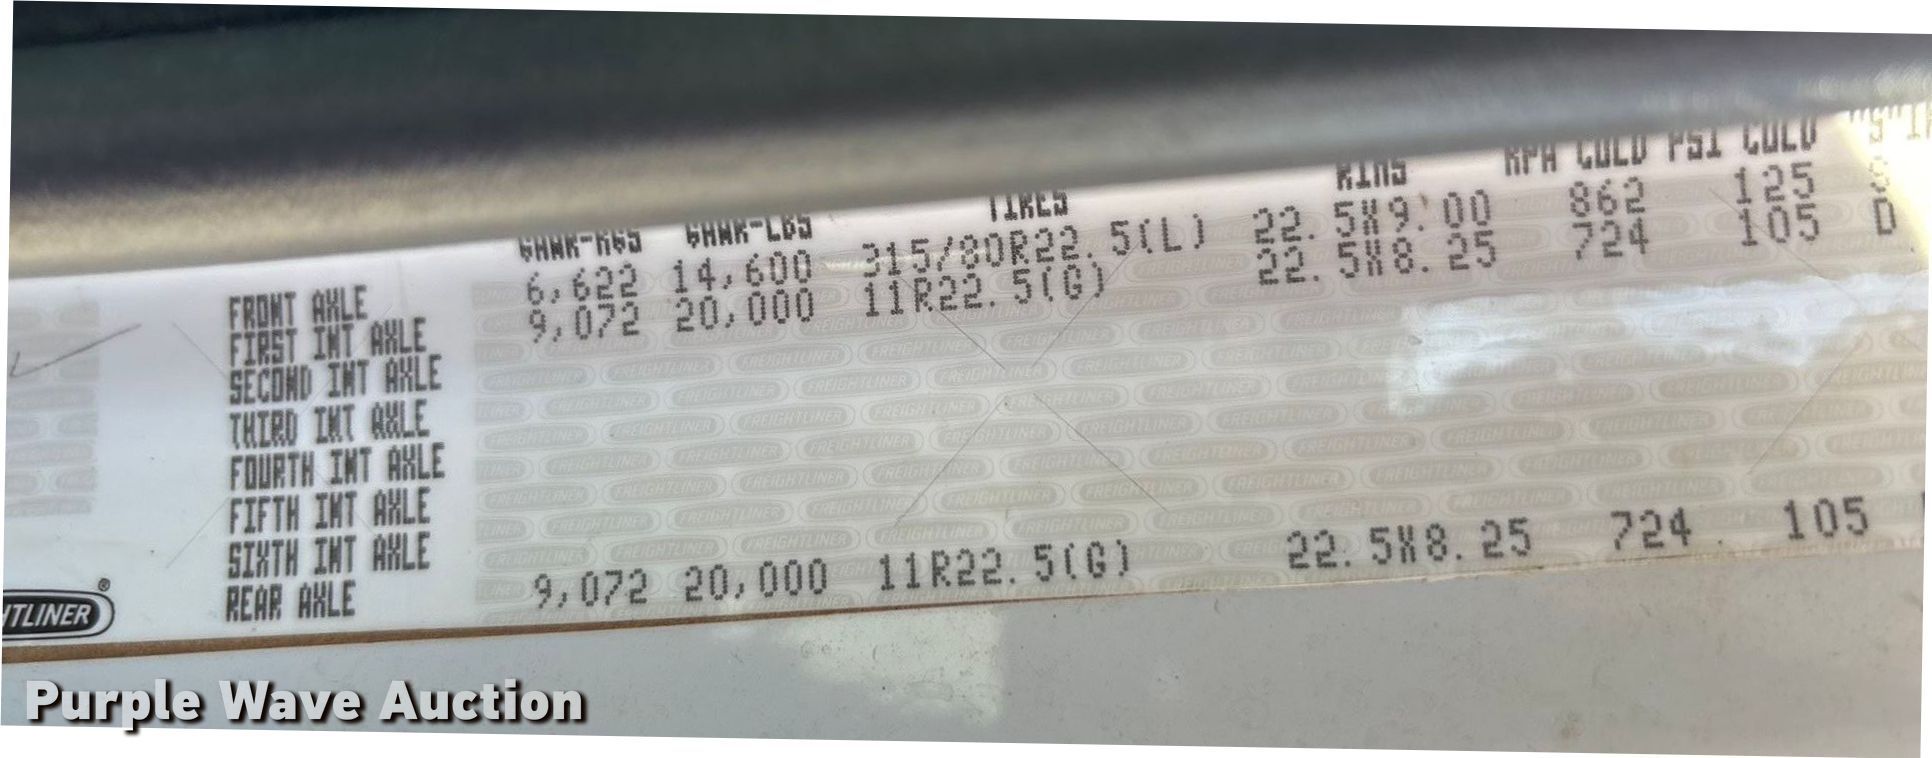 GAWR-KGS GAWR-LBS TIRES RIMS KPA COLD PSI COLD
FRONT AXLE 6,622 14,600 315/80R22.5(L) 22.5X9.00 862 125 S
FIRST INT AXLE 9,072 20,000 11R22.5(G) 22.5X8.25 724 105 D
SECOND INT AXLE
THIRD INT AXLE
FOURTH INT AXLE
FIFTH INT AXLE
SIXTH INT AXLE
REAR AXLE 9,072 20,000 11R22.5(G) 22.5X8.25 724 105
HTLINER®
Purple Wave Auction